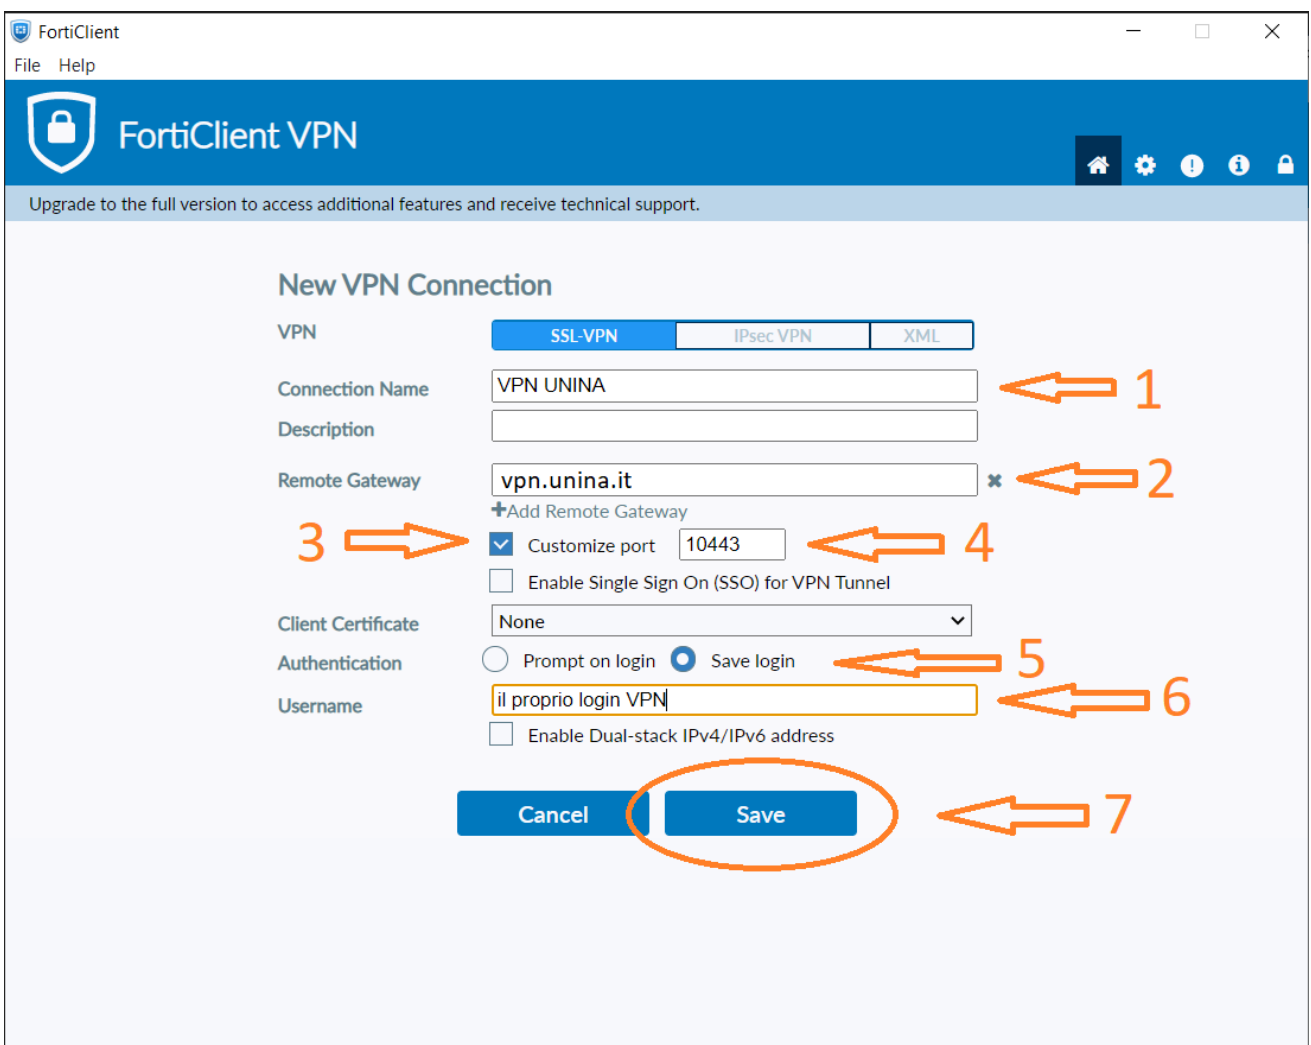 FortiClient
File Help
FortiClient VPN
Upgrade to the full version to access additional features and receive technical support.
New VPN Connection
VPN SSL-VPN IPsec VPN XML
Connection Name VPN UNINA 1
Description
Remote Gateway vpn.unina.it 2
Add Remote Gateway
3 Customize port 10443 4
Enable Single Sign On (SSO) for VPN Tunnel
Client Certificate None
Authentication Prompt on login Save login 5
Username il proprio login VPN 6
Enable Dual-stack IPv4/IPv6 address
Cancel Save 7